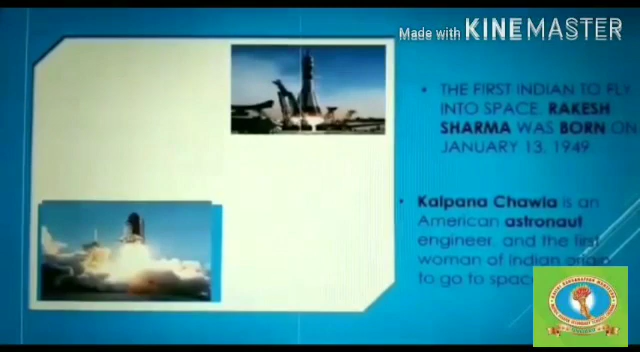 Made with KINEMASTER
THE FIRST INDIAN TO FLY
INTO SPACE, RAKESH
SHARMA WAS BORN ON
JANUARY 13, 1949
Kalpana Chawla is an
American astronaut
engineer, and the first
woman of Indian origin
to go to space